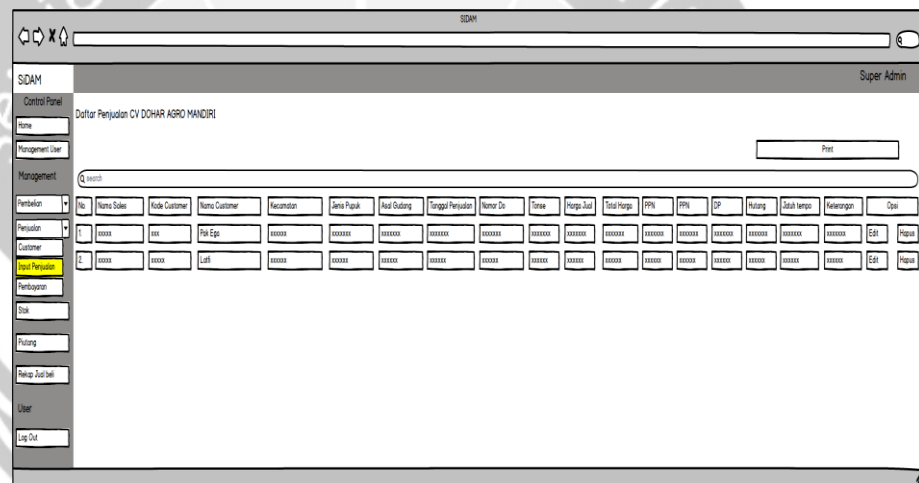 SIDAM
SIDAM
Super Admin
Control Panel
Home
Management User
Management
Pembelian
Penjualan
Customer
Input Penjualan
Pembayaran
Stok
Piutang
Rekap Jual beli
User
Log Out
Daftar Penjualan CV DOHAR AGRO MANDIRI
Print
search
No Nama Sales Kode Customer Nama Customer Kecamatan Jenis Pupuk Asal Gudang Tanggal Penjualan Nomor Do Tonse Harga Jual Total Harga PPN PPN DP Hutang Jatuh tempo Keterangan Opsi
1. xxxxx xxx Pak Ega xxxxxx xxxxxxx xxxxxx xxxxxxx xxxxxx xxxxxxx xxxxxxx xxxxxx xxxxxx xxxxxxx xxxxxx xxxxxx xxxxxxx xxxxxxx Edit Hapus
2. xxxxx xxxxx Lutfi xxxxxx xxxxxx xxxxxx xxxxxxx xxxxxx xxxxxxx xxxxxxx xxxxxx xxxxxx xxxxxxx xxxxxx xxxxxx xxxxxxx xxxxxxx Edit Hapus